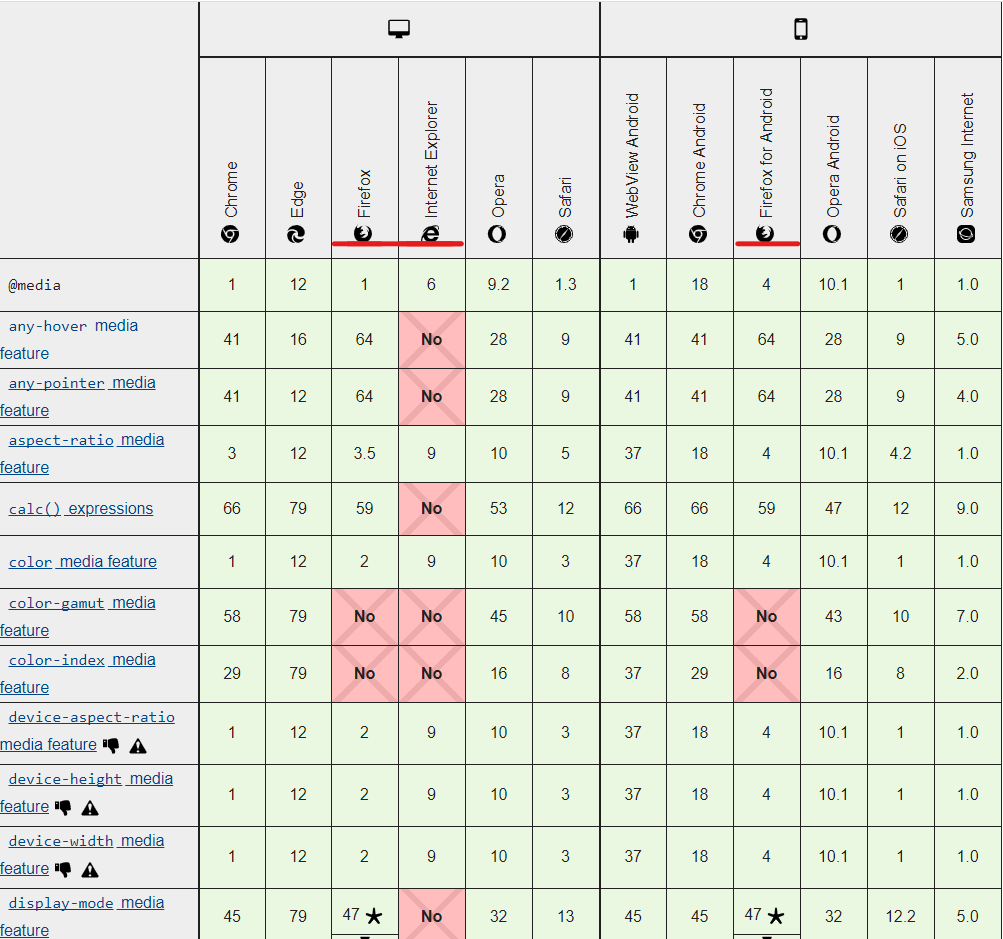 Chrome Edge Firefox Internet Explorer Opera Safari WebView Android Chrome Android Firefox for Android Opera Android Safari on iOS Samsung Internet
@media 1 12 1 6 9.2 1.3 1 18 4 10.1 1 1.0
any-hover media
feature 41 16 64 No 28 9 41 41 64 28 9 5.0
any-pointer media
feature 41 12 64 No 28 9 41 41 64 28 9 4.0
aspect-ratio media
feature 3 12 3.5 9 10 5 37 18 4 10.1 4.2 1.0
calc() expressions 66 79 59 No 53 12 66 66 59 47 12 9.0
color media feature 1 12 2 9 10 3 37 18 4 10.1 1 1.0
color-gamut media
feature 58 79 No No 45 10 58 58 No 43 10 7.0
color-index media
feature 29 79 No No 16 8 37 29 No 16 8 2.0
device-aspect-ratio
media feature 1 12 2 9 10 3 37 18 4 10.1 1 1.0
device-height media
feature 1 12 2 9 10 3 37 18 4 10.1 1 1.0
device-width media
feature 1 12 2 9 10 3 37 18 4 10.1 1 1.0
display-mode media
feature 45 79 47 No 32 13 45 45 47 32 12.2 5.0